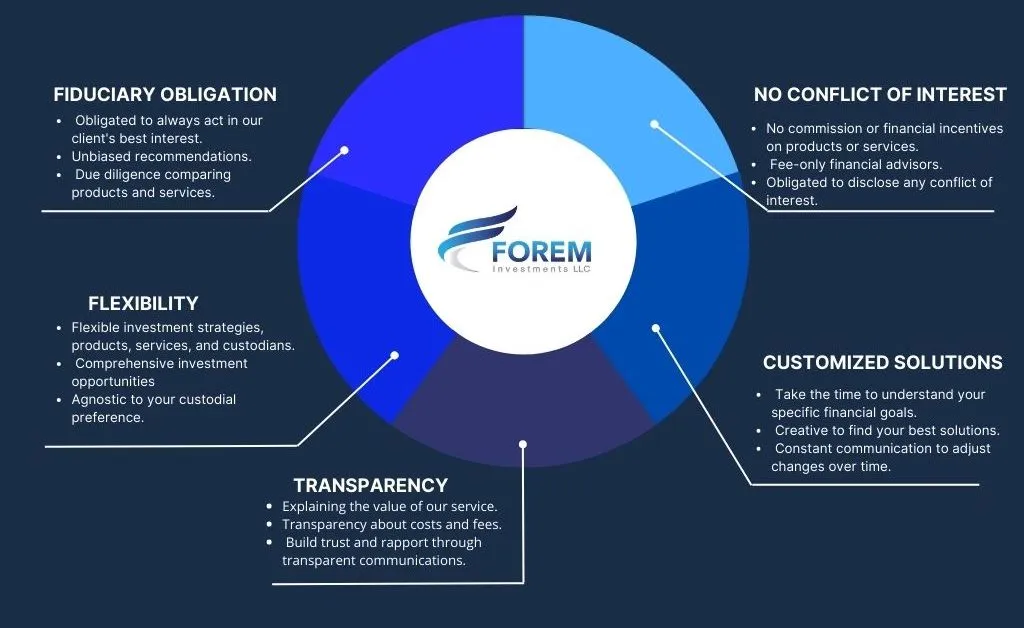 FIDUCIARY OBLIGATION
• Obligated to always act in our
client's best interest.
• Unbiased recommendations.
• Due diligence comparing
products and services.
NO CONFLICT OF INTEREST
• No commission or financial incentives
on products or services.
• Fee-only financial advisors.
• Obligated to disclose any conflict of
interest.
FOREM
Investments LLC
FLEXIBILITY
• Flexible investment strategies,
products, services, and custodians.
• Comprehensive investment
opportunities
• Agnostic to your custodial
preference.
CUSTOMIZED SOLUTIONS
• Take the time to understand your
specific financial goals.
• Creative to find your best solutions.
• Constant communication to adjust
changes over time.
TRANSPARENCY
• Explaining the value of our service.
• Transparency about costs and fees.
• Build trust and rapport through
transparent communications.